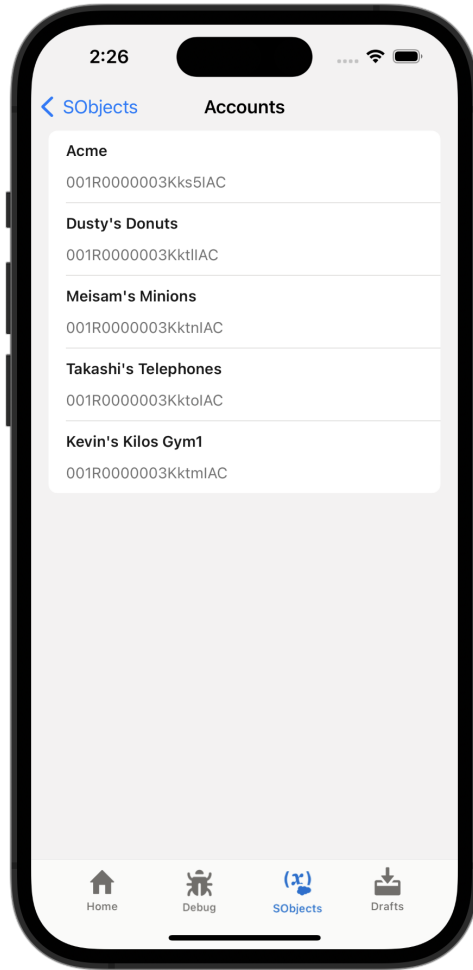 2:26
SObjects
Accounts
Acme
001R0000003Kks5IAC
Dusty's Donuts
001R0000003KktlIAC
Meisam's Minions
001R0000003KktnIAC
Takashi's Telephones
001R0000003KktoIAC
Kevin's Kilos Gym1
001R0000003KktmIAC
(x)
Home
Debug
SObjects
Drafts